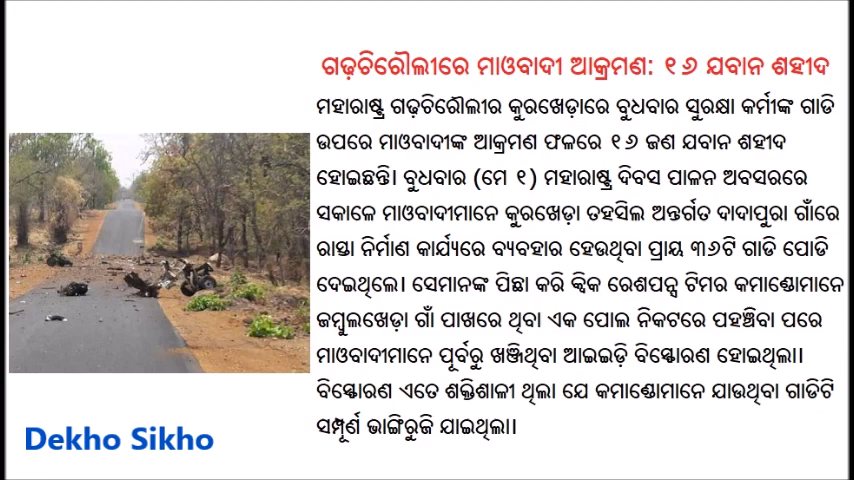 ଗଢ଼ଚିରୌଲୀରେ ମାଓବାଦୀ ଆକ୍ରମଣ: ୧୬ ଯବାନ ଶହୀଦ
ମହାରାଷ୍ଟ୍ର ଗଢ଼ଚିରୌଲୀର କୁରଖେଡ଼ାରେ ବୁଧବାର ସୁରକ୍ଷା କର୍ମୀଙ୍କ ଗାଡି
ଉପରେ ମାଓବାଦୀଙ୍କ ଆକ୍ରମଣ ଫଳରେ ୧୬ ଜଣ ଯବାନ ଶହୀଦ
ହୋଇଛନ୍ତି। ବୁଧବାର (ମେ ୧) ମହାରାଷ୍ଟ୍ର ଦିବସ ପାଳନ ଅବସରରେ
ସକାଳେ ମାଓବାଦୀମାନେ କୁରଖେଡ଼ା ତହସିଲ ଅନ୍ତର୍ଗତ ଦାଦାପୁରା ଗାଁରେ
ରାସ୍ତା ନିର୍ମାଣ କାର୍ଯ୍ୟରେ ବ୍ୟବହାର ହେଉଥିବା ପ୍ରାୟ ୩୬ଟି ଗାଡି ପୋଡି
ଦେଇଥିଲେ। ସେମାନଙ୍କ ପିଛା କରି କ୍ୱିକ ରେଶପନ୍ସ ଟିମର କମାଣ୍ଡୋମାନେ
ଜମ୍ବୁଲଖେଡ଼ା ଗାଁ ପାଖରେ ଥିବା ଏକ ପୋଲ ନିକଟରେ ପହଞ୍ଚିବା ପରେ
ମାଓବାଦୀମାନେ ପୂର୍ବରୁ ଖଞ୍ଜିଥିବା ଆଇଇଡ଼ି ବିସ୍ଫୋରଣ ହୋଇଥିଲା।
ବିସ୍ଫୋରଣ ଏତେ ଶକ୍ତିଶାଳୀ ଥିଲା ଯେ କମାଣ୍ଡୋମାନେ ଯାଉଥିବା ଗାଡିଟି
ସମ୍ପୂର୍ଣ ଭାଙ୍ଗିରୁଜି ଯାଇଥିଲା।
Dekho Sikho